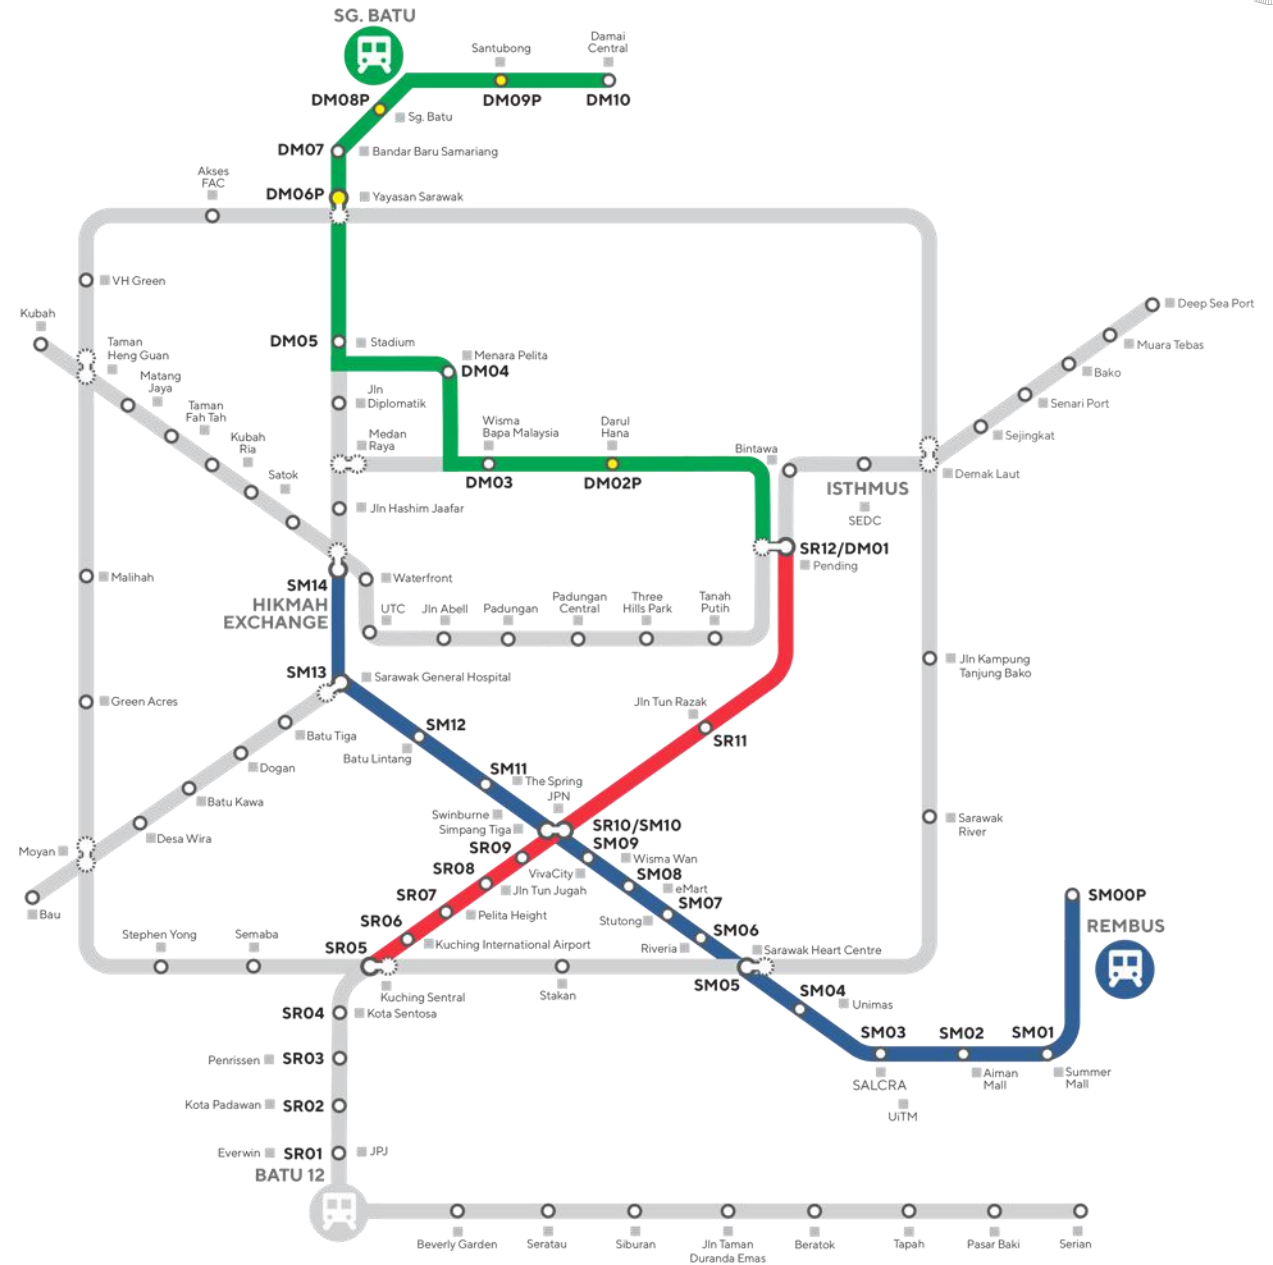 SG. BATU
Damai
Central
Santubong
DM08P
DM09P
DM10
Sg. Batu
DM07
Bandar Baru Samariang
Akses
FAC
DM06P
Yayasan Sarawak
VH Green
Deep Sea Port
Kubah
Muara Tebas
DM05
Stadium
Taman
Heng Guan
Menara Pelita
DM04
Bako
Matang
Jaya
Jln
Diplomatik
Senari Port
Taman
Fah Tah
Wisma
Bapa Malaysia
Darul
Hana
Sejingkat
Kubah
Ria
Medan
Raya
Bintawa
Satok
DM03
DM02P
ISTHMUS
SEDC
Demak Laut
Jln Hashim Jaafar
SR12/DM01
Pending
Malihah
SM14
HIKMAH
EXCHANGE
Waterfront
UTC
Jln Abell
Padungan
Padungan
Central
Three
Hills Park
Tanah
Putih
SM13
Sarawak General Hospital
Jln Kampung
Tanjung Bako
Green Acres
Jln Tun Razak
SR11
Batu Tiga
SM12
Batu Lintang
Dogan
SM11
The Spring
JPN
Batu Kawa
Swinburne
Simpang Tiga
SR10/SM10
Sarawak
River
Desa Wira
Moyan
SR09
SM09
Wisma Wan
VivaCity
SR08
Jln Tun Jugah
SM08
eMart
SR07
Pelita Height
SM07
Stutong
Bau
SR06
Kuching International Airport
SM06
Riveria
SM00P
REMBUS
Stephen Yong
Semaba
SR05
Kuching Sentral
Stakan
Sarawak Heart Centre
SM05
SM04
Unimas
SR04
Kota Sentosa
SM03
SM02
SM01
SALCRA
UiTM
Aiman
Mall
Summer
Mall
Penrissen
SR03
Kota Padawan
SR02
Everwin
SR01
JPJ
BATU 12
Beverly Garden
Seratau
Siburan
Jln Taman
Duranda Emas
Beratok
Tapah
Pasar Baki
Serian